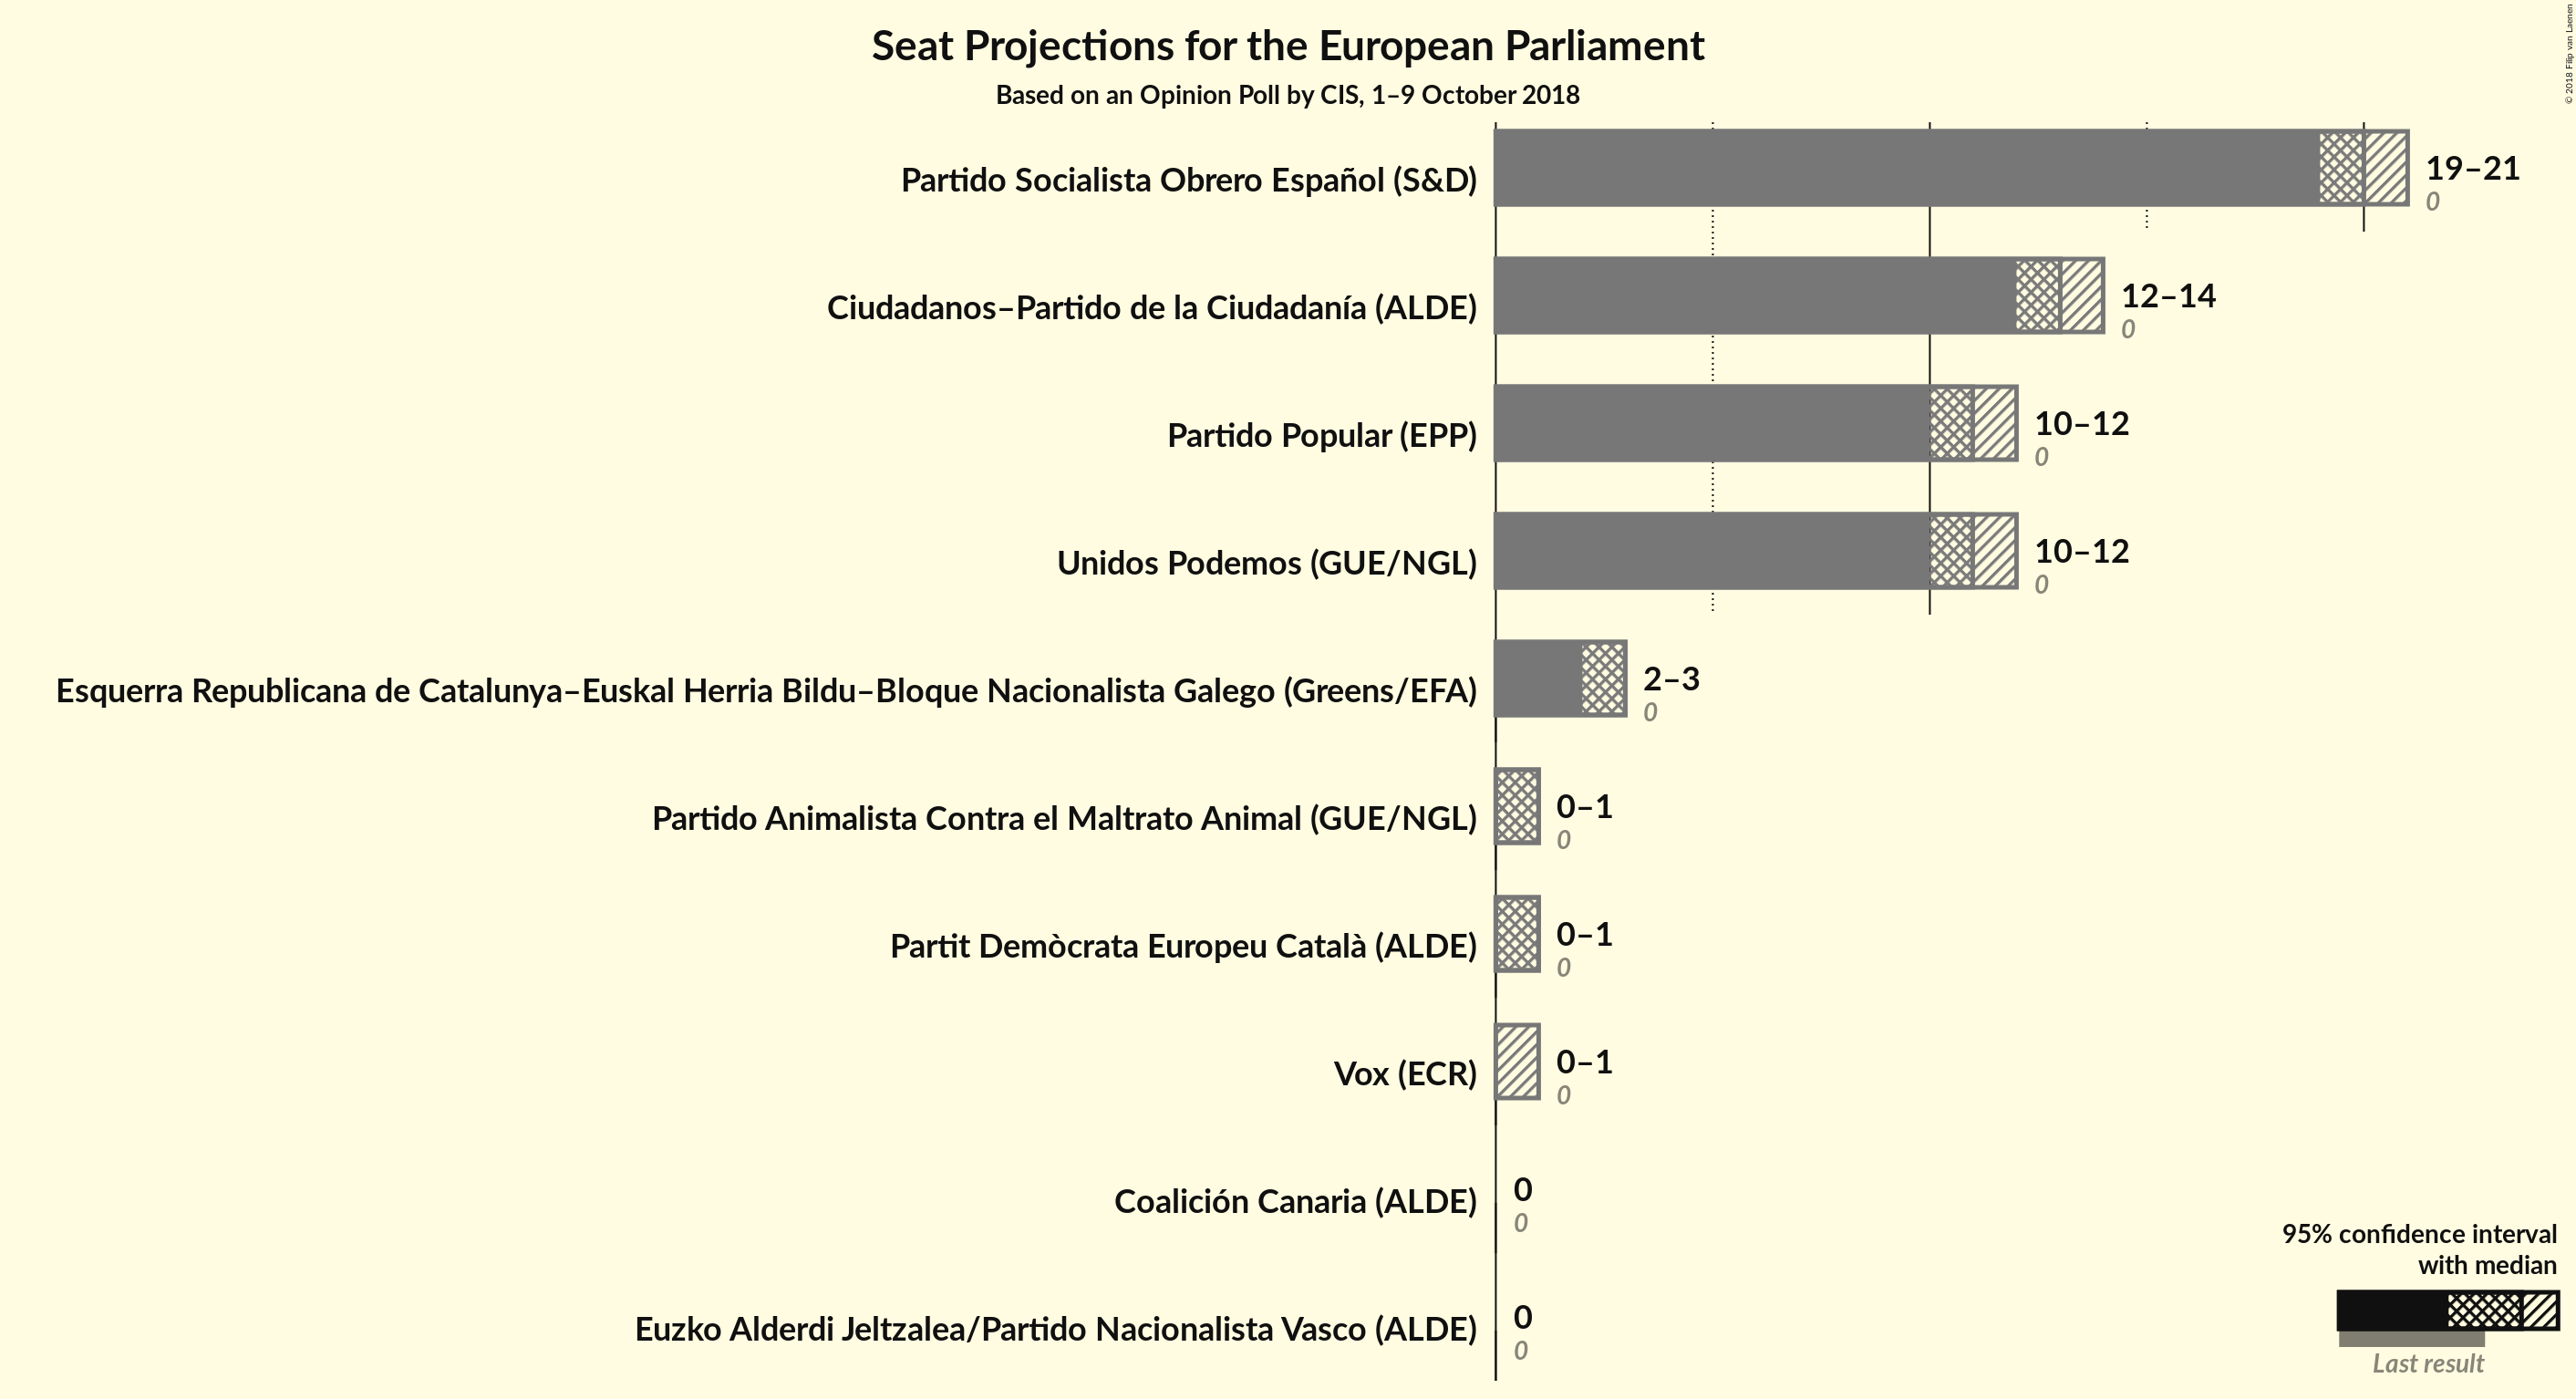 Seat Projections for the European Parliament
Based on an Opinion Poll by CIS, 1–9 October 2018
© 2018 Filip van Laenen
Partido Socialista Obrero Español (S&D)
19–21
0
Ciudadanos–Partido de la Ciudadanía (ALDE)
12–14
0
Partido Popular (EPP)
10–12
0
Unidos Podemos (GUE/NGL)
10–12
0
Esquerra Republicana de Catalunya–Euskal Herria Bildu–Bloque Nacionalista Galego (Greens/EFA)
2–3
0
Partido Animalista Contra el Maltrato Animal (GUE/NGL)
0–1
0
Partit Demòcrata Europeu Català (ALDE)
0–1
0
Vox (ECR)
0–1
0
Coalición Canaria (ALDE)
0
0
Euzko Alderdi Jeltzalea/Partido Nacionalista Vasco (ALDE)
0
0
95% confidence interval
with median
Last result